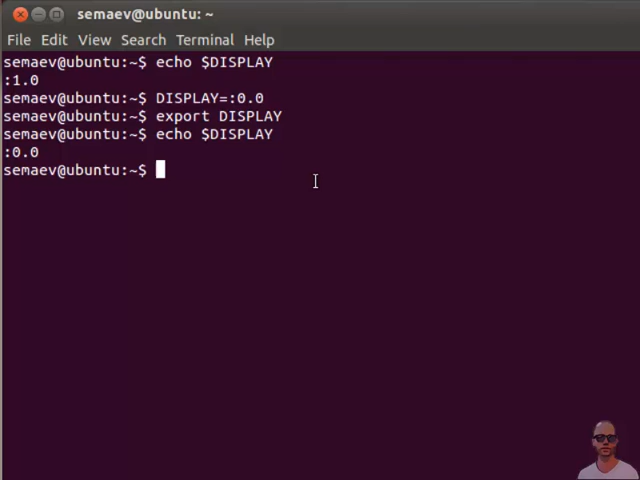 semaev@ubuntu: ~
File Edit View Search Terminal Help
semaev@ubuntu:~$ echo $DISPLAY
:1.0
semaev@ubuntu:~$ DISPLAY=:0.0
semaev@ubuntu:~$ export DISPLAY
semaev@ubuntu:~$ echo $DISPLAY
:0.0
semaev@ubuntu:~$